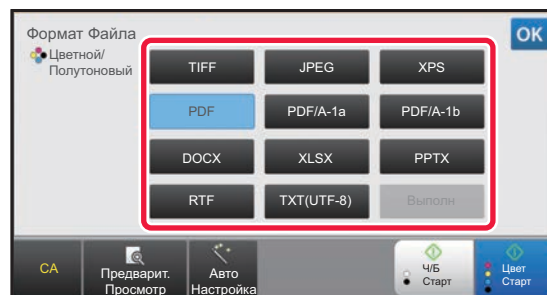 Формат Файла
OK
Цветной/
Полутоновый
TIFF
JPEG
XPS
PDF
PDF/A-1a
PDF/A-1b
DOCX
XLSX
PPTX
RTF
TXT(UTF-8)
Выполн
CA
Предварит.
Просмотр
Авто
Настройка
Ч/Б
Старт
Цвет
Старт